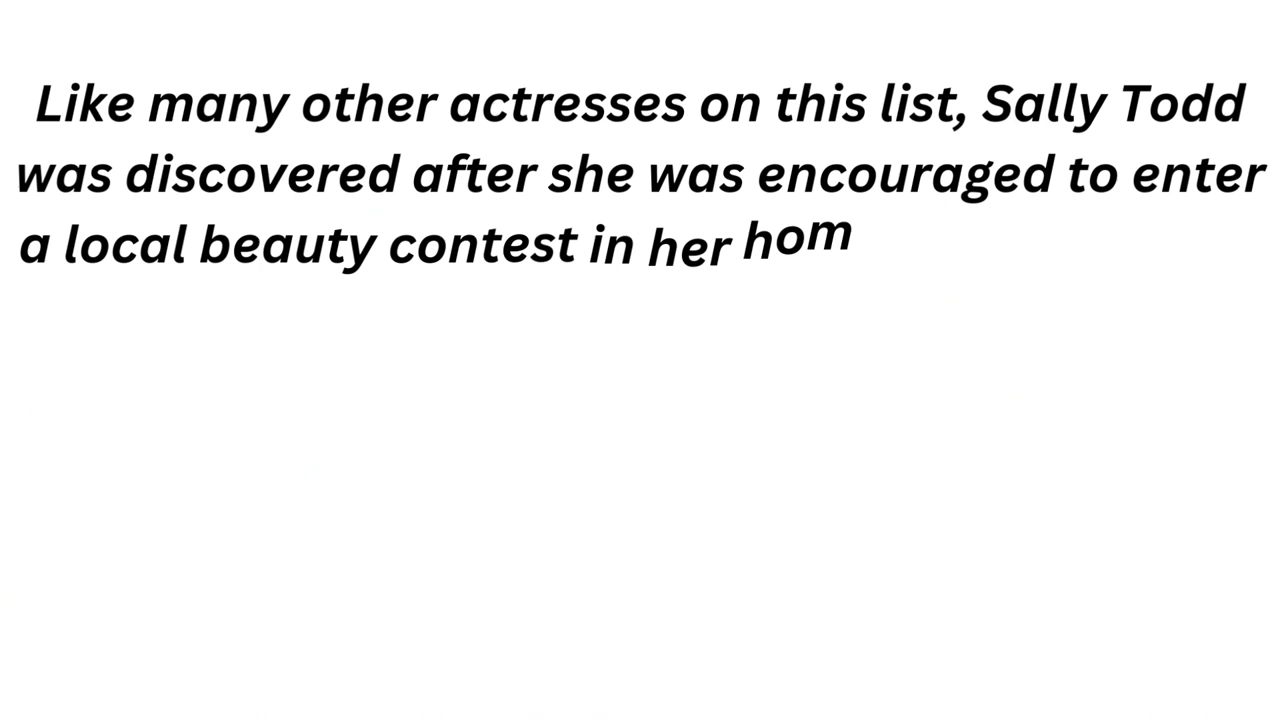 Like many other actresses on this list, Sally Todd
was discovered after she was encouraged to enter
a local beauty contest in her hom